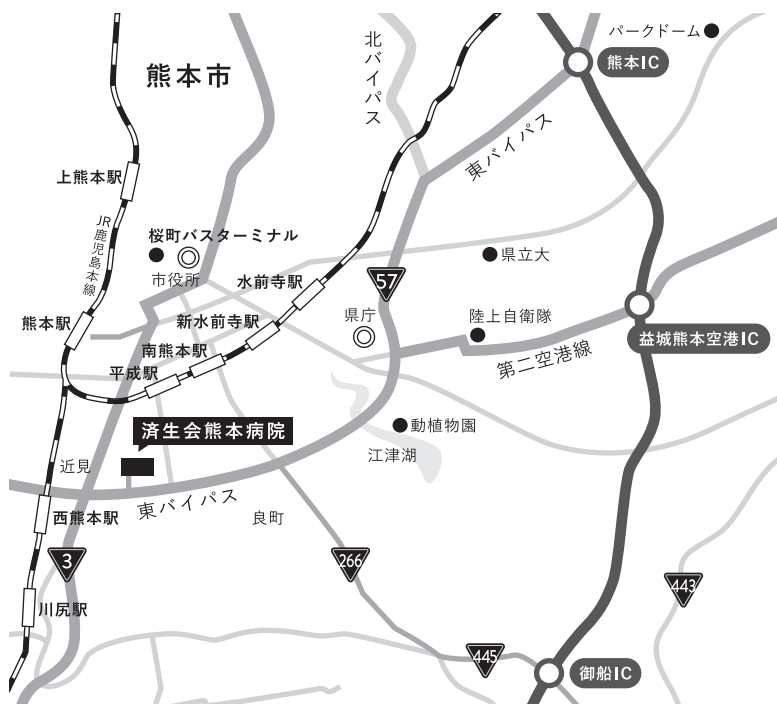 パークドーム
熊本IC
北バイパス
熊本市
東バイパス
上熊本駅
JR鹿児島本線
桜町バスターミナル
市役所
県立大
水前寺駅
57
熊本駅
新水前寺駅
県庁
陸上自衛隊
益城熊本空港IC
南熊本駅
第二空港線
平成駅
済生会熊本病院
動植物園
江津湖
近見
東バイパス
西熊本駅
良町
3
266
443
川尻駅
445
御船IC